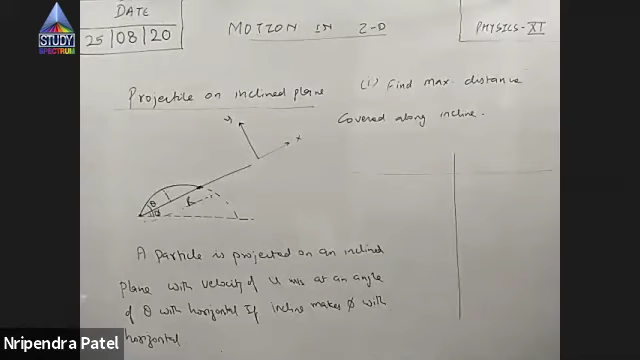 DATE
25/08/20
STUDY
SPECTRUM
MOTION IN 2-D
PHYSICS-XI
Projectile on inclined plane
(i) Find max. distance
Covered along incline.
y
x
θ
R
A particle is projected on an inclined
plane with velocity of u m/s at an angle
of θ with horizontal If incline makes φ with
horizontal
Nripendra Patel